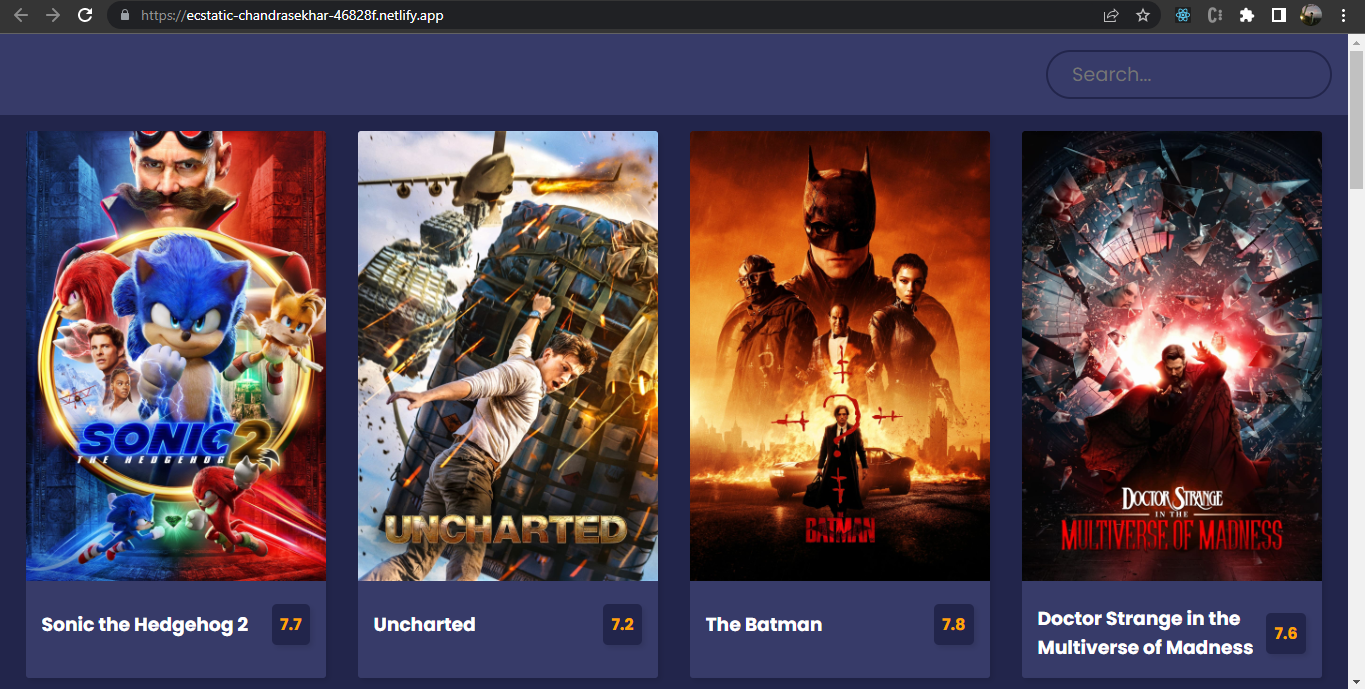 https://ecstatic-chandrasekhar-46828f.netlify.app
Search...
SONIC 2
THE HEDGEHOG
UNCHARTED
THE
BATMAN
DOCTOR STRANGE
IN THE
MULTIVERSE OF MADNESS
Sonic the Hedgehog 2
7.7
Uncharted
7.2
The Batman
7.8
Doctor Strange in the
Multiverse of Madness
7.6